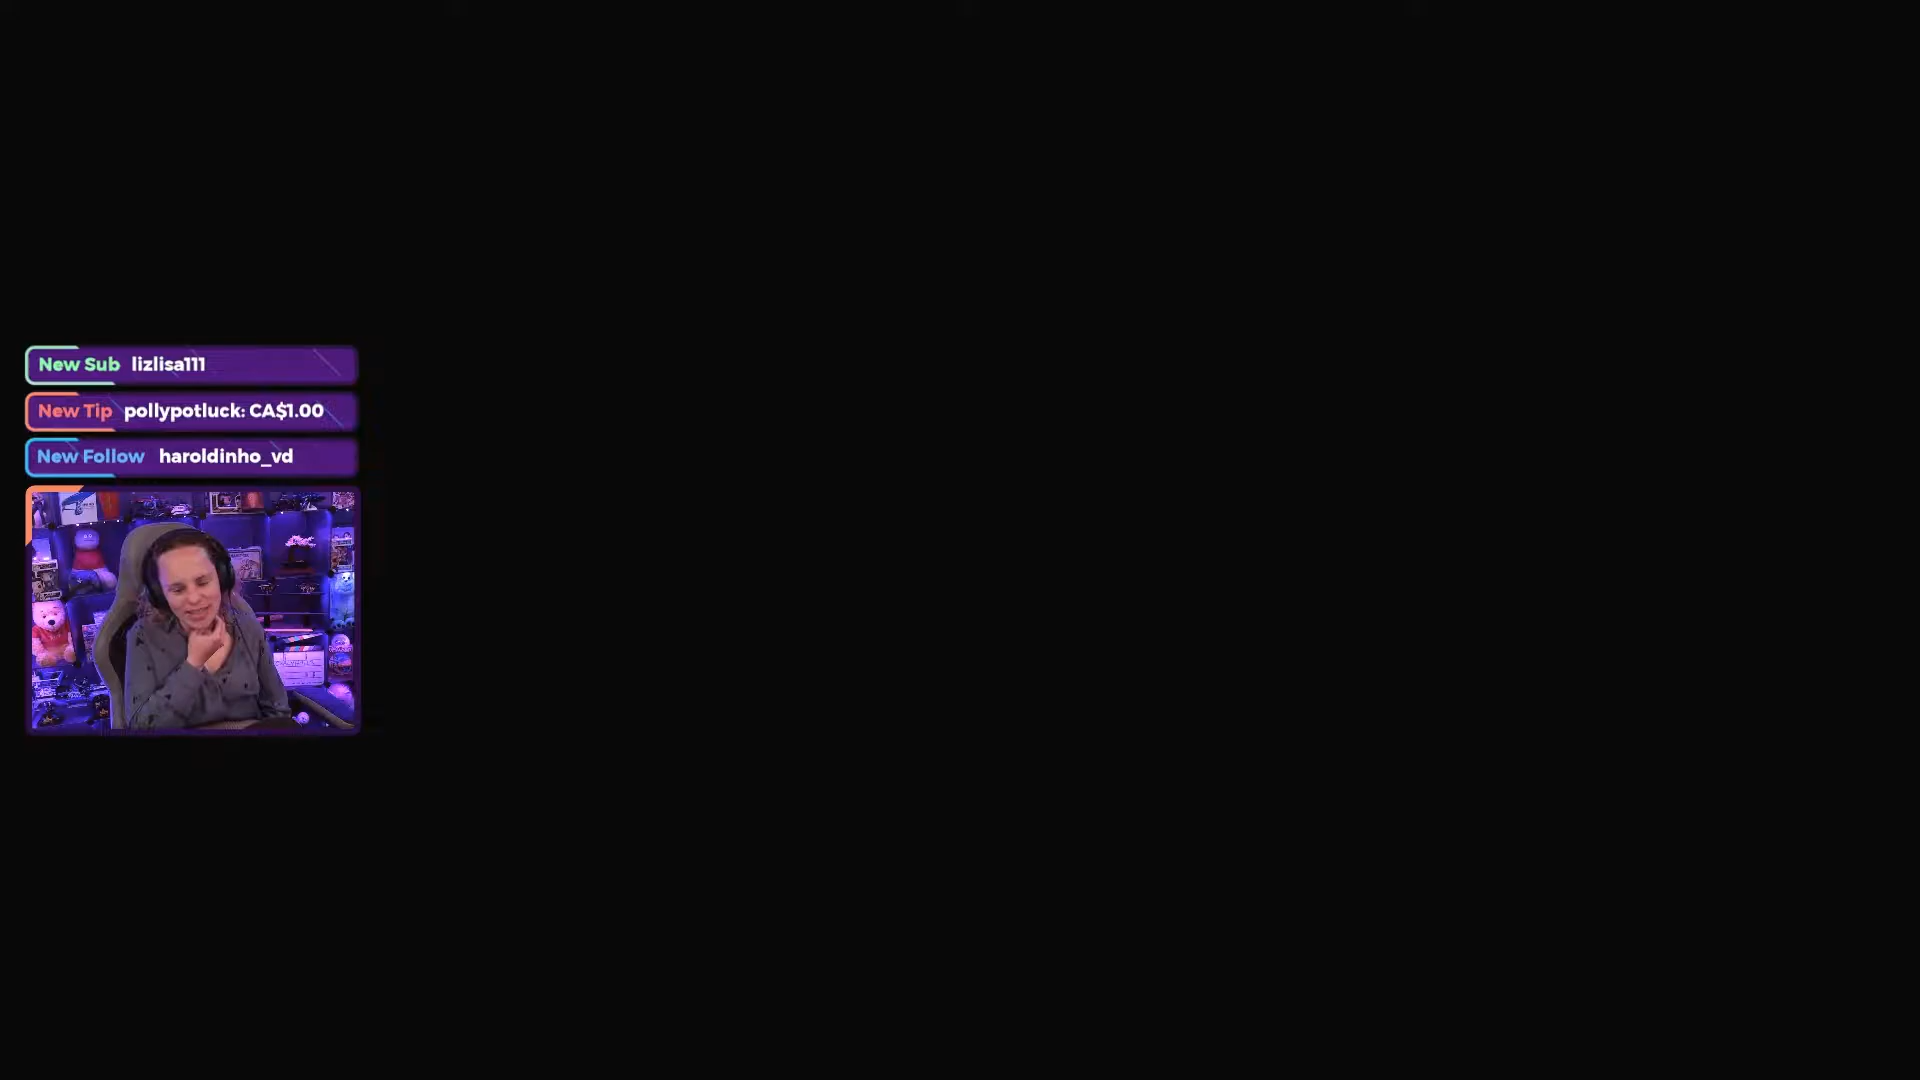 New Sub lizlisa111
New Tip pollypotluck: CA$1.00
New Follow haroldinho_vd